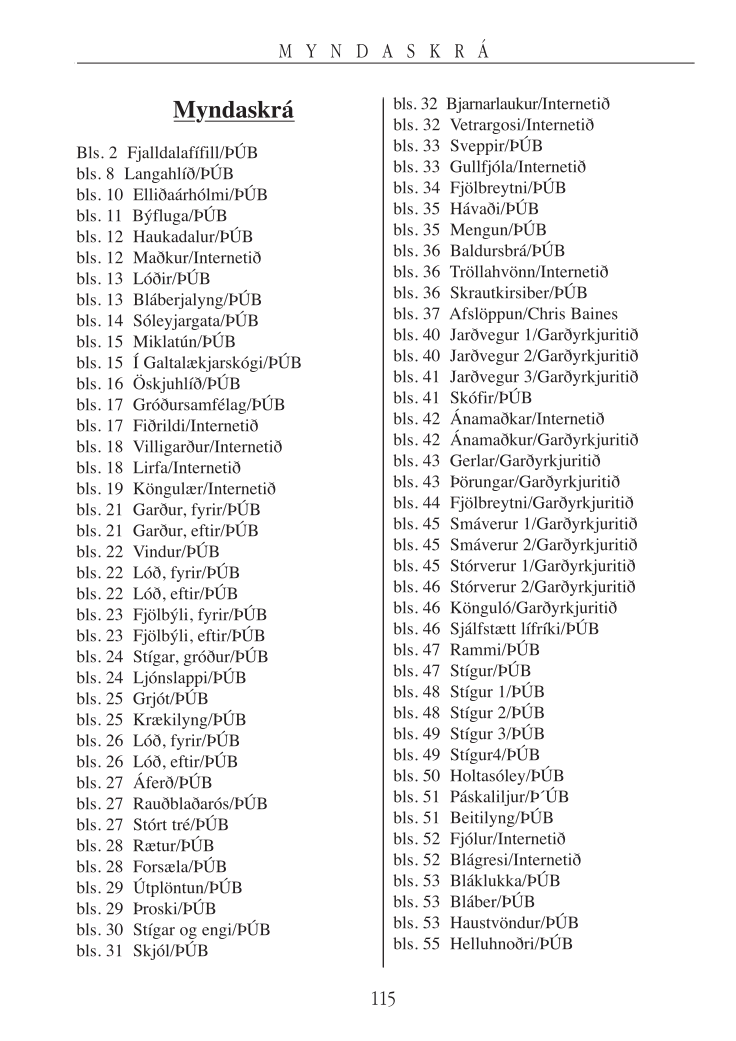 MYNDASKRÁ
Myndaskrá
Bls. 2 Fjalldalafífill/ÞÚB
bls. 8 Langahlíð/ÞÚB
bls. 10 Elliðaárhólmi/ÞÚB
bls. 11 Býfluga/ÞÚB
bls. 12 Haukadalur/ÞÚB
bls. 12 Maðkur/Internetið
bls. 13 Lóðir/ÞÚB
bls. 13 Bláberjalyng/ÞÚB
bls. 14 Sóleyjargata/ÞÚB
bls. 15 Miklatún/ÞÚB
bls. 15 Í Galtalækjarskógi/ÞÚB
bls. 16 Öskjuhlíð/ÞÚB
bls. 17 Gróðursamfélag/ÞÚB
bls. 17 Fiðrildi/Internetið
bls. 18 Villigarður/Internetið
bls. 18 Lirfa/Internetið
bls. 19 Köngulær/Internetið
bls. 21 Garður, fyrir/ÞÚB
bls. 21 Garður, eftir/ÞÚB
bls. 22 Vindur/ÞÚB
bls. 22 Lóð, fyrir/ÞÚB
bls. 22 Lóð, eftir/ÞÚB
bls. 23 Fjölbýli, fyrir/ÞÚB
bls. 23 Fjölbýli, eftir/ÞÚB
bls. 24 Stígar, gróður/ÞÚB
bls. 24 Ljónslappi/ÞÚB
bls. 25 Grjót/ÞÚB
bls. 25 Krækilyng/ÞÚB
bls. 26 Lóð, fyrir/ÞÚB
bls. 26 Lóð, eftir/ÞÚB
bls. 27 Áferð/ÞÚB
bls. 27 Rauðblaðarós/ÞÚB
bls. 27 Stórt tré/ÞÚB
bls. 28 Rætur/ÞÚB
bls. 28 Forsæla/ÞÚB
bls. 29 Útplöntun/ÞÚB
bls. 29 Þroski/ÞÚB
bls. 30 Stígar og engi/ÞÚB
bls. 31 Skjól/ÞÚB
bls. 32 Bjarnarlaukur/Internetið
bls. 32 Vetrargosi/Internetið
bls. 33 Sveppir/ÞÚB
bls. 33 Gullfjóla/Internetið
bls. 34 Fjölbreytni/ÞÚB
bls. 35 Hávaði/ÞÚB
bls. 35 Mengun/ÞÚB
bls. 36 Baldursbrá/ÞÚB
bls. 36 Tröllahvönn/Internetið
bls. 36 Skrautkirsiber/ÞÚB
bls. 37 Afslöppun/Chris Baines
bls. 40 Jarðvegur 1/Garðyrkjuritið
bls. 40 Jarðvegur 2/Garðyrkjuritið
bls. 41 Jarðvegur 3/Garðyrkjuritið
bls. 41 Skófir/ÞÚB
bls. 42 Ánamaðkar/Internetið
bls. 42 Ánamaðkur/Garðyrkjuritið
bls. 43 Gerlar/Garðyrkjuritið
bls. 43 Þörungar/Garðyrkjuritið
bls. 44 Fjölbreytni/Garðyrkjuritið
bls. 45 Smáverur 1/Garðyrkjuritið
bls. 45 Smáverur 2/Garðyrkjuritið
bls. 45 Stórverur 1/Garðyrkjuritið
bls. 46 Stórverur 2/Garðyrkjuritið
bls. 46 Könguló/Garðyrkjuritið
bls. 46 Sjálfstætt lífríki/ÞÚB
bls. 47 Rammi/ÞÚB
bls. 47 Stígur/ÞÚB
bls. 48 Stígur 1/ÞÚB
bls. 48 Stígur 2/ÞÚB
bls. 49 Stígur 3/ÞÚB
bls. 49 Stígur4/ÞÚB
bls. 50 Holtasóley/ÞÚB
bls. 51 Páskaliljur/Þ´ÚB
bls. 51 Beitilyng/ÞÚB
bls. 52 Fjólur/Internetið
bls. 52 Blágresi/Internetið
bls. 53 Bláklukka/ÞÚB
bls. 53 Bláber/ÞÚB
bls. 53 Haustvöndur/ÞÚB
bls. 55 Helluhnoðri/ÞÚB
115